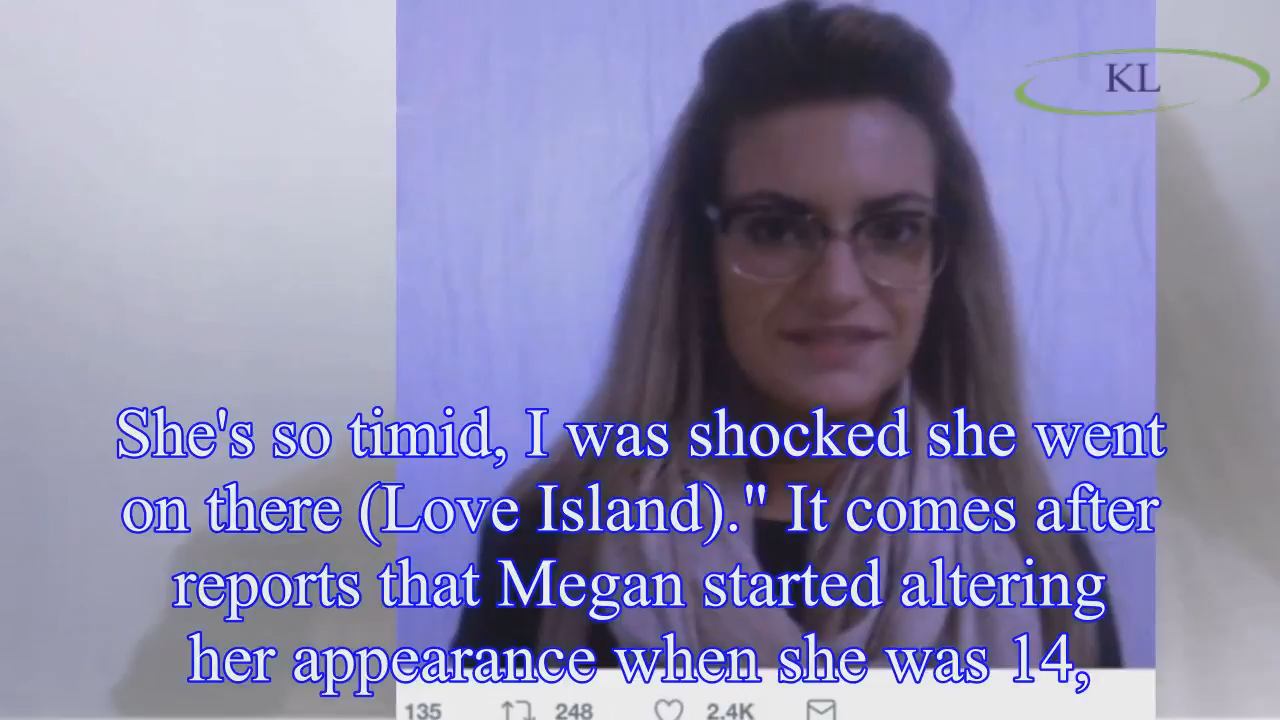 KL
She's so timid, I was shocked she went
on there (Love Island)." It comes after
reports that Megan started altering
her appearance when she was 14,
135 248 2.4K